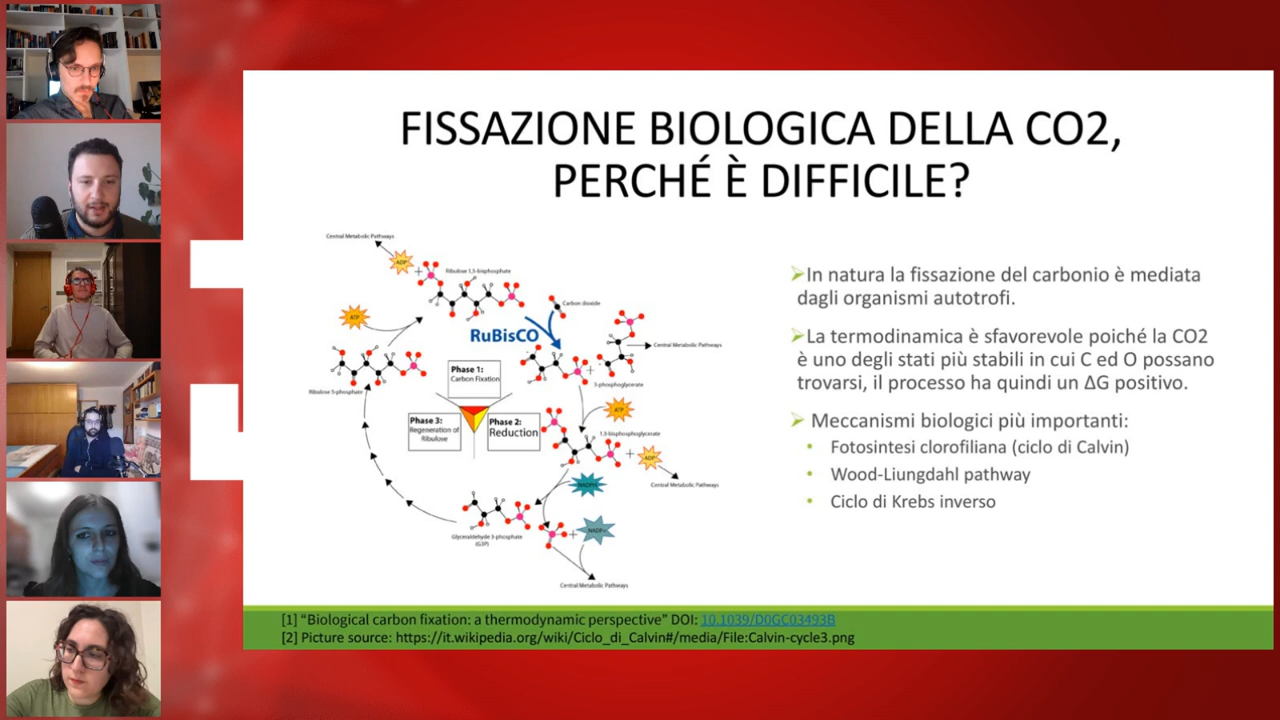 FISSAZIONE BIOLOGICA DELLA CO2,
PERCHÉ È DIFFICILE?
Central Metabolic Pathways
ADP
+
Ribulose 1,5-bisphosphate
Carbon dioxide
ATP
RuBisCO
+
Central Metabolic Pathways
3-phosphoglycerate
Ribulose 5-phosphate
Phase 1:
Carbon Fixation
ATP
Phase 3:
Regeneration of
Ribulose
Phase 2:
Reduction
1,3-bisphosphoglycerate
+
ADP
Central Metabolic Pathways
NADPH
Glyceraldehyde 3-phosphate
(G3P)
+
Central Metabolic Pathways
In natura la fissazione del carbonio è mediata
dagli organismi autotrofi.
La termodinamica è sfavorevole poiché la CO2
è uno degli stati più stabili in cui C ed O possano
trovarsi, il processo ha quindi un ΔG positivo.
Meccanismi biologici più importanti:
• Fotosintesi clorofiliana (ciclo di Calvin)
• Wood-Liungdahl pathway
• Ciclo di Krebs inverso
[1] "Biological carbon fixation: a thermodynamic perspective" DOI: 10.1039/D0GC03493B
[2] Picture source: https://it.wikipedia.org/wiki/Ciclo_di_Calvin#/media/File:Calvin-cycle3.png